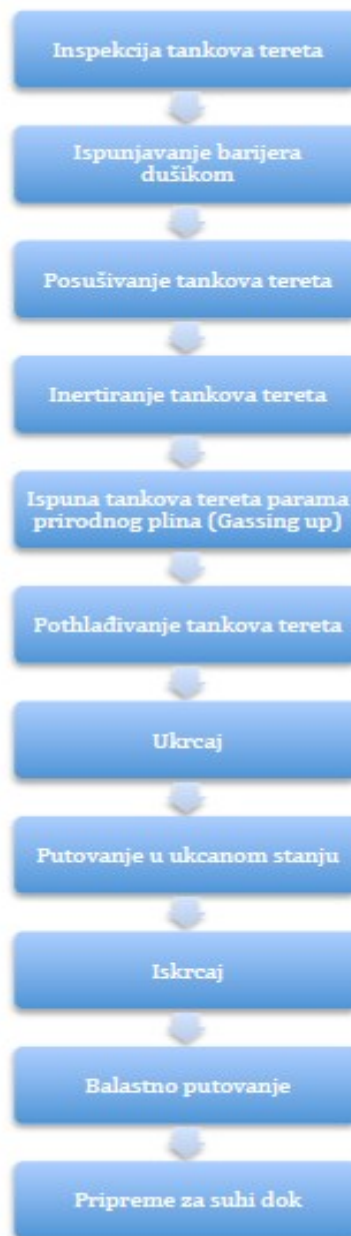 Inspekcija tankova tereta
Ispunjavanje barijera
dušikom
Posušivanje tankova tereta
Inertiranje tankova tereta
Ispuna tankova tereta parama
prirodnog plina (Gassing up)
Pothlađivanje tankova tereta
Ukrcaj
Putovanje u ukcanom stanju
Iskrcaj
Balastno putovanje
Pripreme za suhi dok